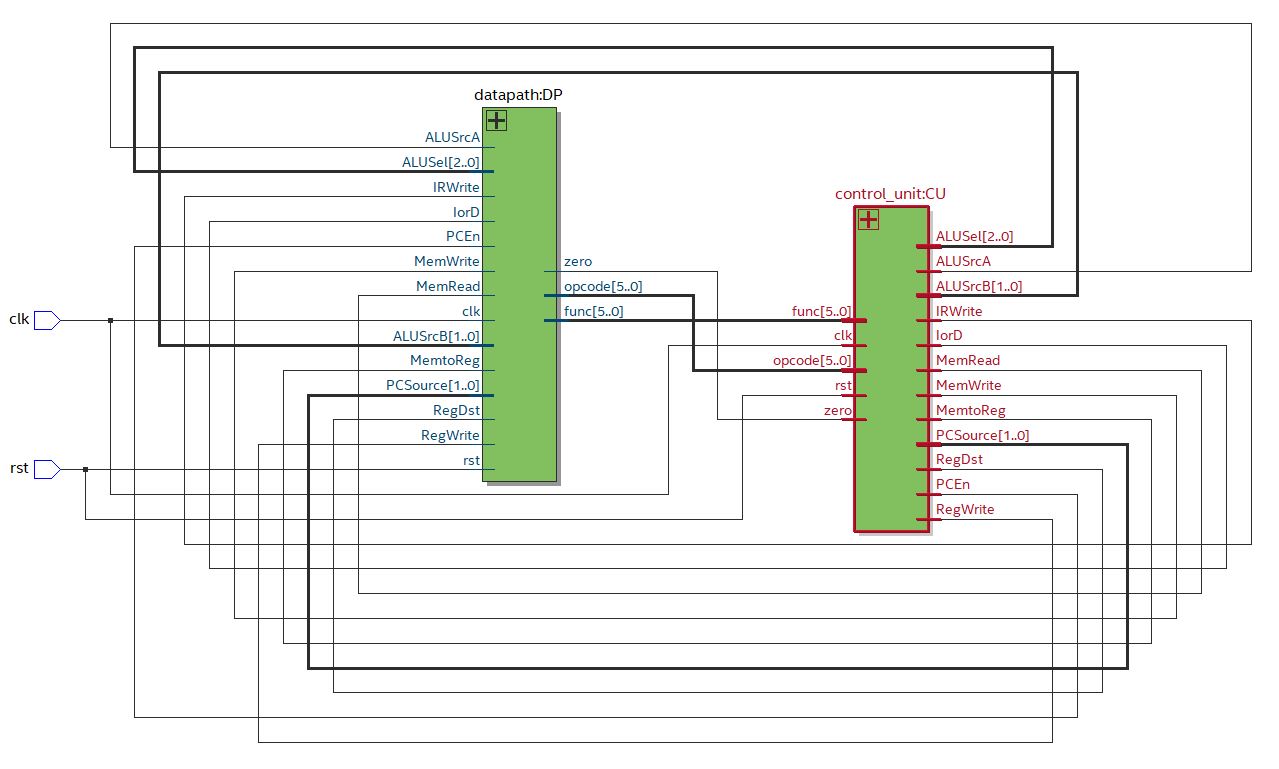 datapath:DP
ALUSrcA
ALUSel[2..0]
IRWrite
IorD
PCEn
MemWrite
MemRead
clk
ALUSrcB[1..0]
MemtoReg
PCSource[1..0]
RegDst
RegWrite
rst
zero
opcode[5..0]
func[5..0]
clk
rst
control_unit:CU
func[5..0]
clk
opcode[5..0]
rst
zero
ALUSel[2..0]
ALUSrcA
ALUSrcB[1..0]
IRWrite
IorD
MemRead
MemWrite
MemtoReg
PCSource[1..0]
RegDst
PCEn
RegWrite